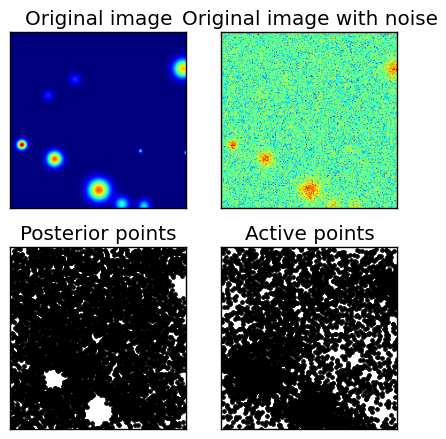 Original image
Original image with noise
Posterior points
Active points